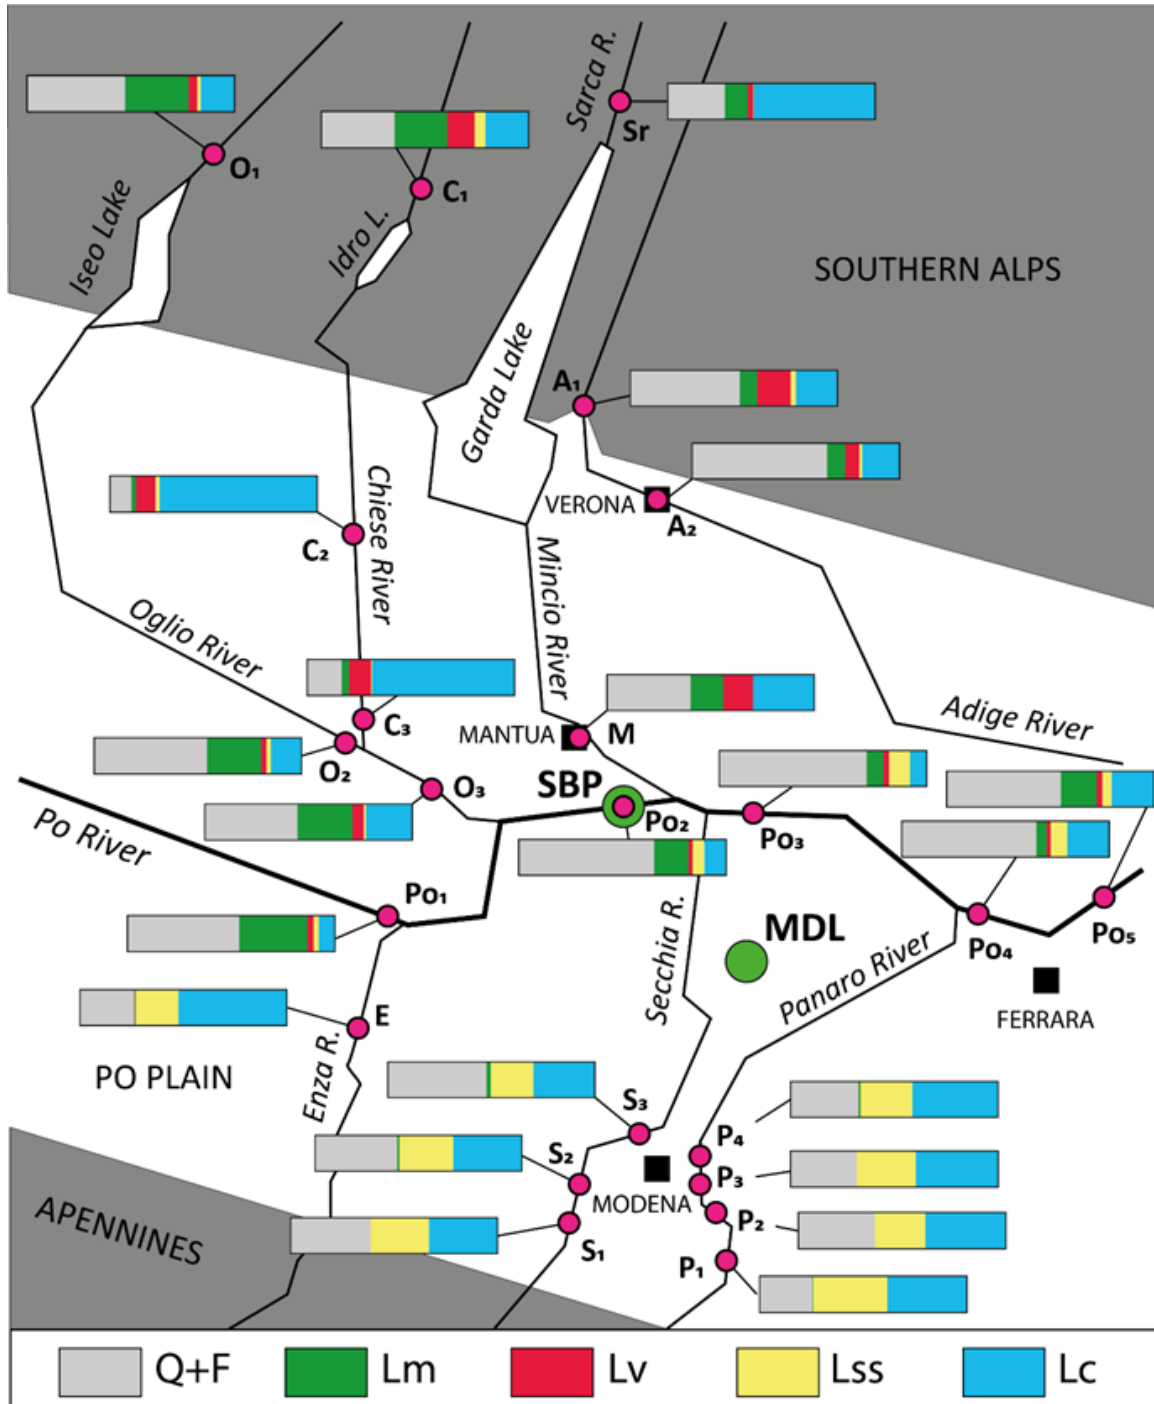 Sarca R.
Sr
O₁
C₁
Iseo Lake
Idro L.
SOUTHERN ALPS
Garda Lake
A₁
VERONA
A₂
Chiese River
C₂
Mincio River
Oglio River
Adige River
C₃
MANTUA
M
O₂
O₃
SBP
Po₂
Po₃
Po River
Po₁
Secchia R.
MDL
Panaro River
Po₄
Po₅
FERRARA
E
PO PLAIN
Enza R.
S₃
S₂
P₄
P₃
MODENA
P₂
APENNINES
S₁
P₁
Q+F
Lm
Lv
Lss
Lc